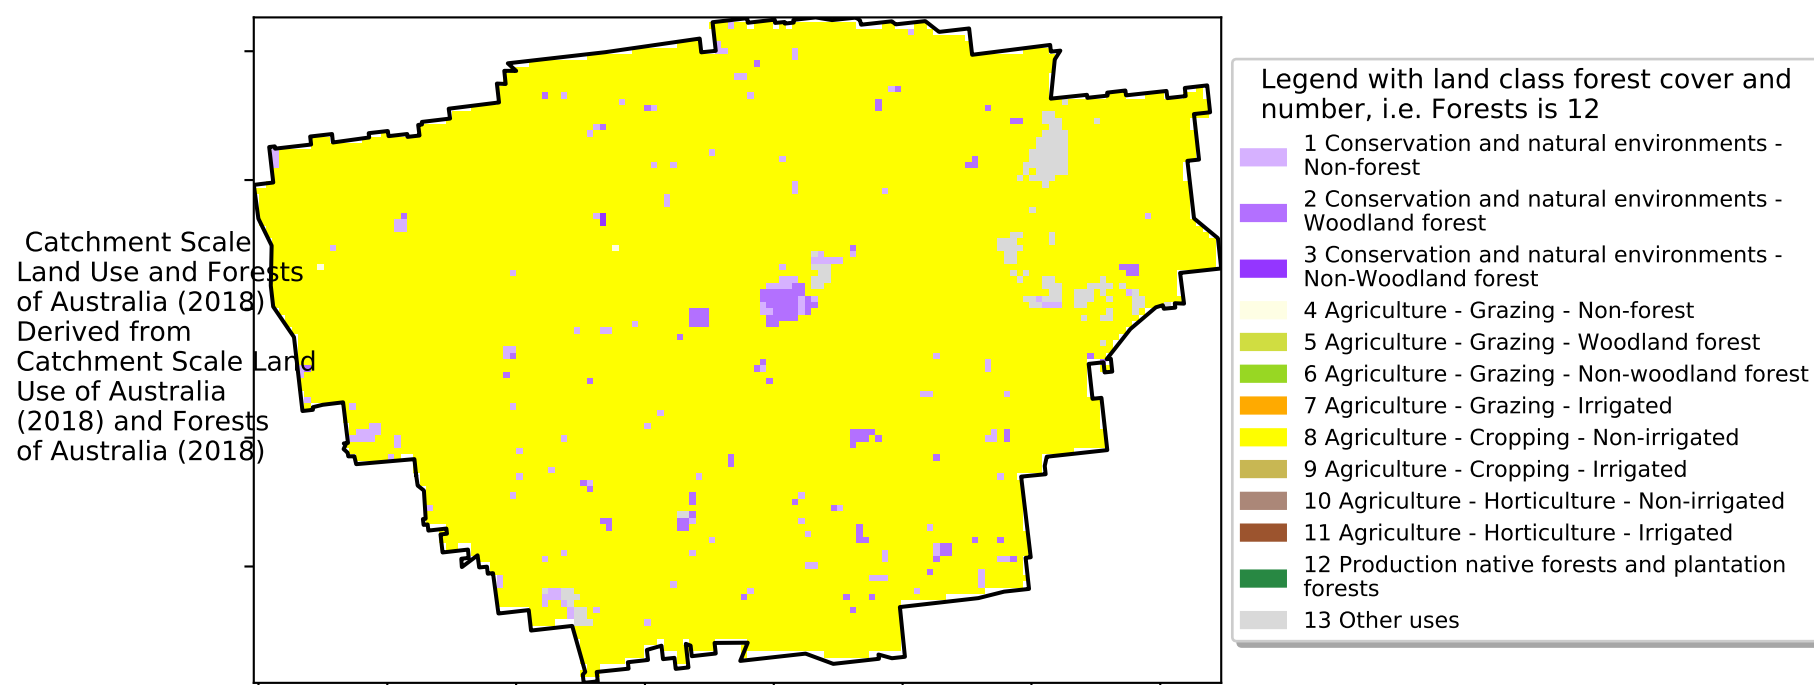 Catchment Scale
Land Use and Forests
of Australia (2018)
Derived from
Catchment Scale Land
Use of Australia
(2018) and Forests
of Australia (2018)
Legend with land class forest cover and
number, i.e. Forests is 12
1 Conservation and natural environments -
Non-forest
2 Conservation and natural environments -
Woodland forest
3 Conservation and natural environments -
Non-Woodland forest
4 Agriculture - Grazing - Non-forest
5 Agriculture - Grazing - Woodland forest
6 Agriculture - Grazing - Non-woodland forest
7 Agriculture - Grazing - Irrigated
8 Agriculture - Cropping - Non-irrigated
9 Agriculture - Cropping - Irrigated
10 Agriculture - Horticulture - Non-irrigated
11 Agriculture - Horticulture - Irrigated
12 Production native forests and plantation
forests
13 Other uses